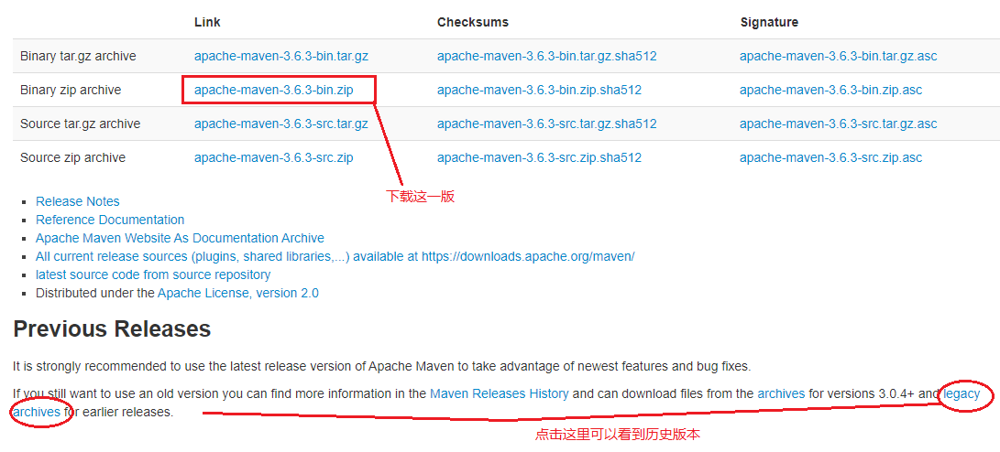 Link Checksums Signature
Binary tar.gz archive apache-maven-3.6.3-bin.tar.gz apache-maven-3.6.3-bin.tar.gz.sha512 apache-maven-3.6.3-bin.tar.gz.asc
Binary zip archive apache-maven-3.6.3-bin.zip apache-maven-3.6.3-bin.zip.sha512 apache-maven-3.6.3-bin.zip.asc
Source tar.gz archive apache-maven-3.6.3-src.tar.gz apache-maven-3.6.3-src.tar.gz.sha512 apache-maven-3.6.3-src.tar.gz.asc
Source zip archive apache-maven-3.6.3-src.zip apache-maven-3.6.3-src.zip.sha512 apache-maven-3.6.3-src.zip.asc
下载这一版
Release Notes
Reference Documentation
Apache Maven Website As Documentation Archive
All current release sources (plugins, shared libraries,...) available at https://downloads.apache.org/maven/
latest source code from source repository
Distributed under the Apache License, version 2.0
Previous Releases
It is strongly recommended to use the latest release version of Apache Maven to take advantage of newest features and bug fixes.
If you still want to use an old version you can find more information in the Maven Releases History and can download files from the archives for versions 3.0.4+ and legacy
archives for earlier releases.
点击这里可以看到历史版本